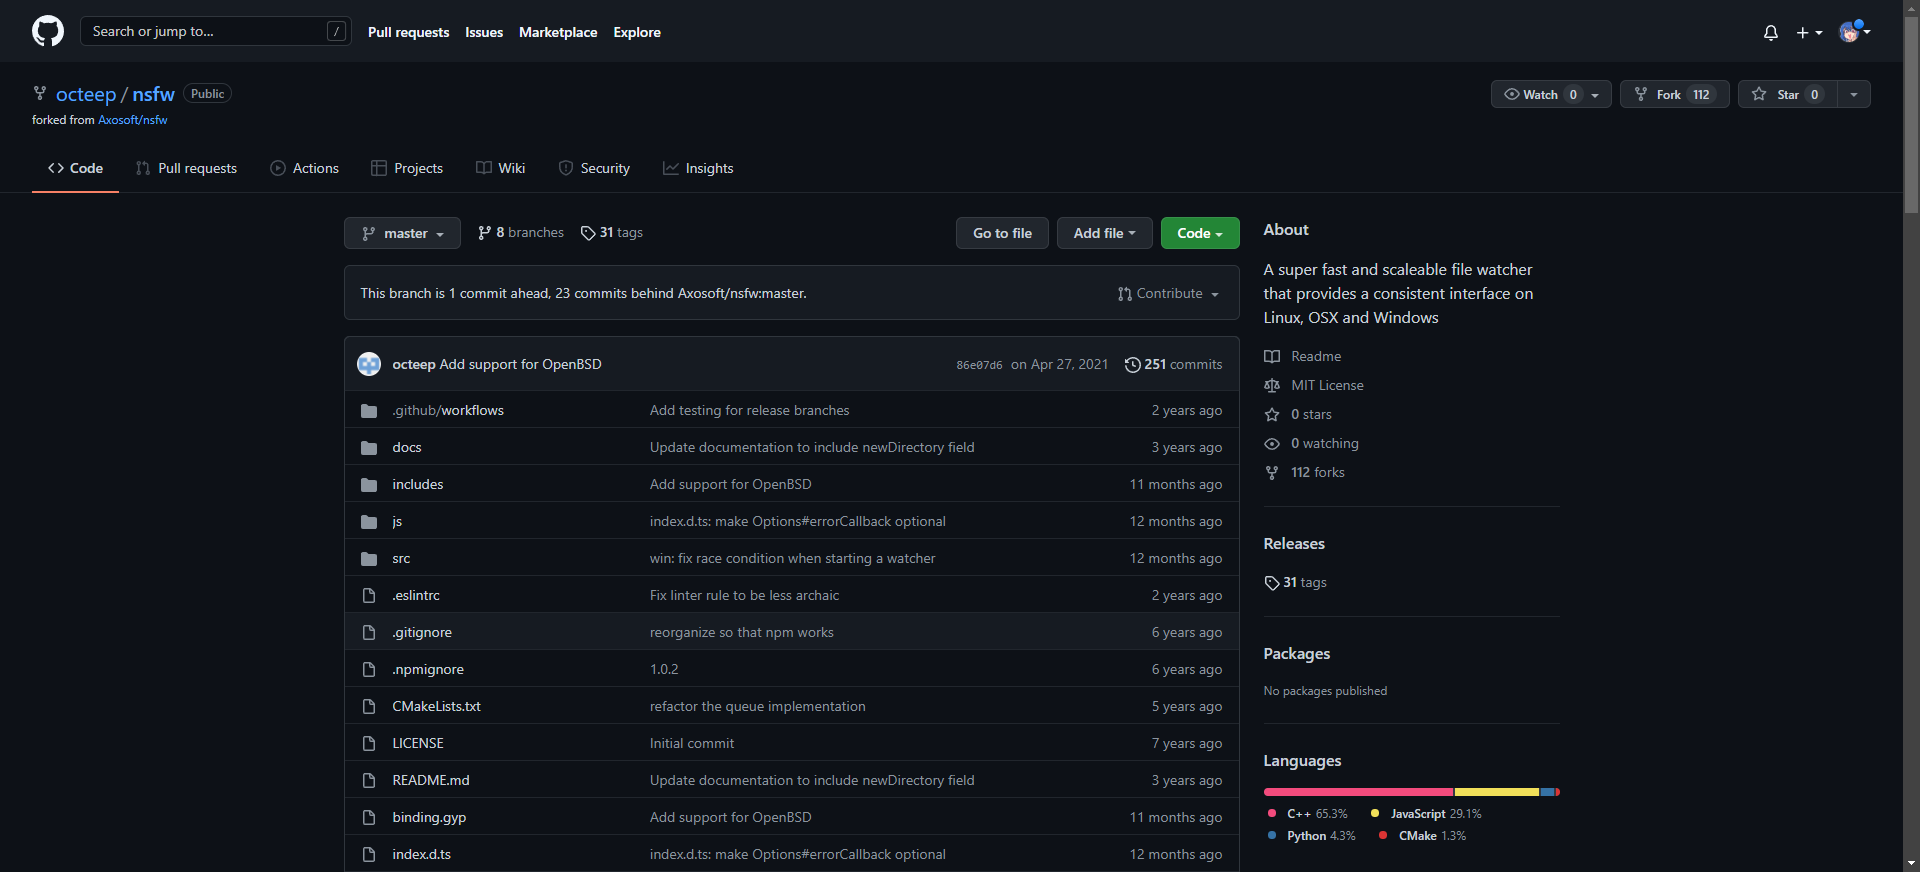 Search or jump to... /
Pull requests Issues Marketplace Explore
octeep / nsfw Public
Watch 0 Fork 112 Star 0
forked from Axosoft/nsfw
Code Pull requests Actions Projects Wiki Security Insights
master 8 branches 31 tags Go to file Add file Code
This branch is 1 commit ahead, 23 commits behind Axosoft/nsfw:master. Contribute
octeep Add support for OpenBSD 86e07d6 on Apr 27, 2021 251 commits
.github/workflows Add testing for release branches 2 years ago
docs Update documentation to include newDirectory field 3 years ago
includes Add support for OpenBSD 11 months ago
js index.d.ts: make Options#errorCallback optional 12 months ago
src win: fix race condition when starting a watcher 12 months ago
.eslintrc Fix linter rule to be less archaic 2 years ago
.gitignore reorganize so that npm works 6 years ago
.npmignore 1.0.2 6 years ago
CMakeLists.txt refactor the queue implementation 5 years ago
LICENSE Initial commit 7 years ago
README.md Update documentation to include newDirectory field 3 years ago
binding.gyp Add support for OpenBSD 11 months ago
index.d.ts index.d.ts: make Options#errorCallback optional 12 months ago
About
A super fast and scaleable file watcher
that provides a consistent interface on
Linux, OSX and Windows
Readme
MIT License
0 stars
0 watching
112 forks
Releases
31 tags
Packages
No packages published
Languages
C++ 65.3% JavaScript 29.1%
Python 4.3% CMake 1.3%